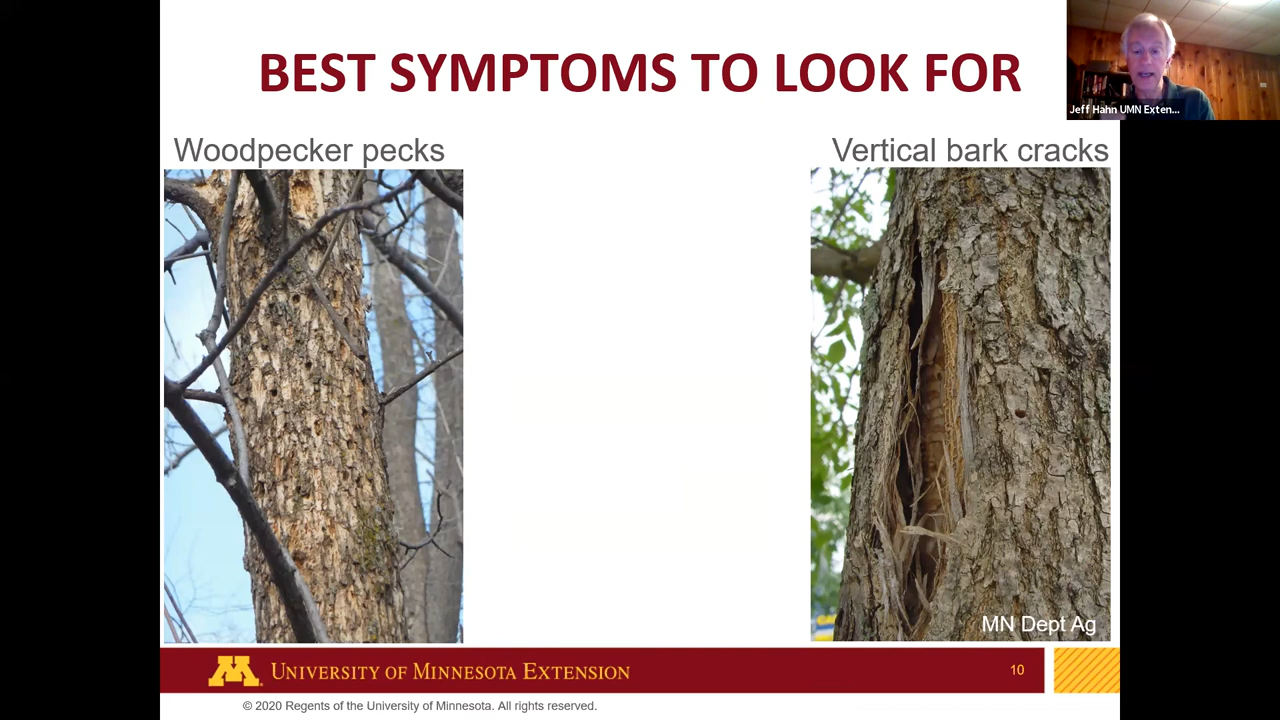 BEST SYMPTOMS TO LOOK FOR
Jeff Hahn UMN Exten...
Woodpecker pecks
Vertical bark cracks
MN Dept Ag
M
UNIVERSITY OF MINNESOTA EXTENSION
10
© 2020 Regents of the University of Minnesota. All rights reserved.